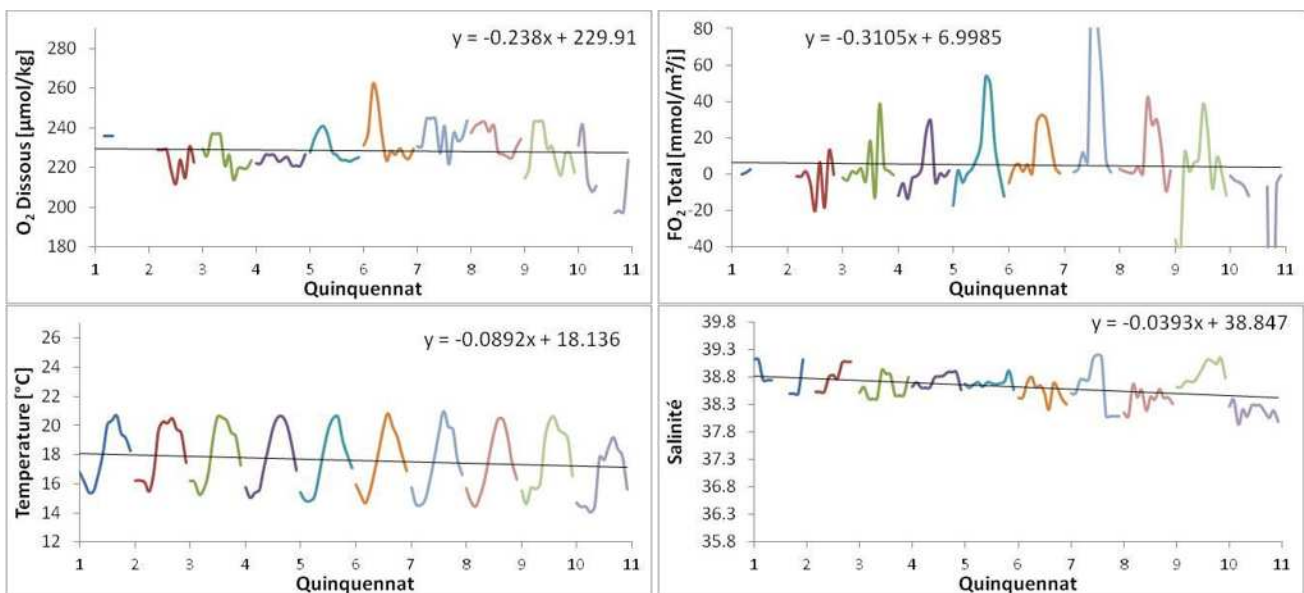 y = -0.238x + 229.91
O₂ Dissous [µmol/kg]
280
260
240
220
200
180
1 2 3 4 5 6 7 8 9 10 11
Quinquennat
y = -0.3105x + 6.9985
FO₂ Total [mmol/m²/j]
80
60
40
20
0
-20
-40
1 2 3 4 5 6 7 8 9 10 11
Quinquennat
y = -0.0892x + 18.136
Temperature [°C]
26
24
22
20
18
16
14
12
1 2 3 4 5 6 7 8 9 10 11
Quinquennat
y = -0.0393x + 38.847
Salinité
39.8
39.3
38.8
38.3
37.8
37.3
36.8
36.3
35.8
1 2 3 4 5 6 7 8 9 10 11
Quinquennat